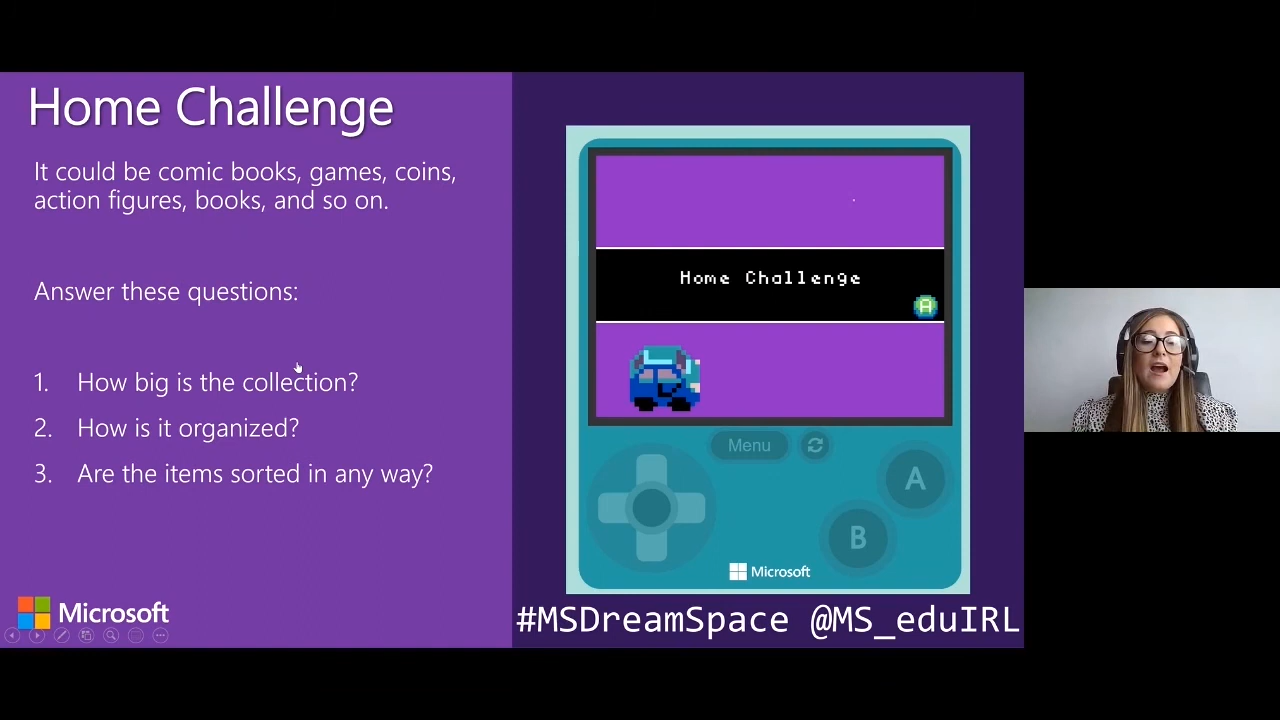 Home Challenge
It could be comic books, games, coins,
action figures, books, and so on.
Answer these questions:
1. How big is the collection?
2. How is it organized?
3. Are the items sorted in any way?
Microsoft
Home Challenge
A
Menu
A
B
Microsoft
#MSDreamSpace @MS_eduIRL